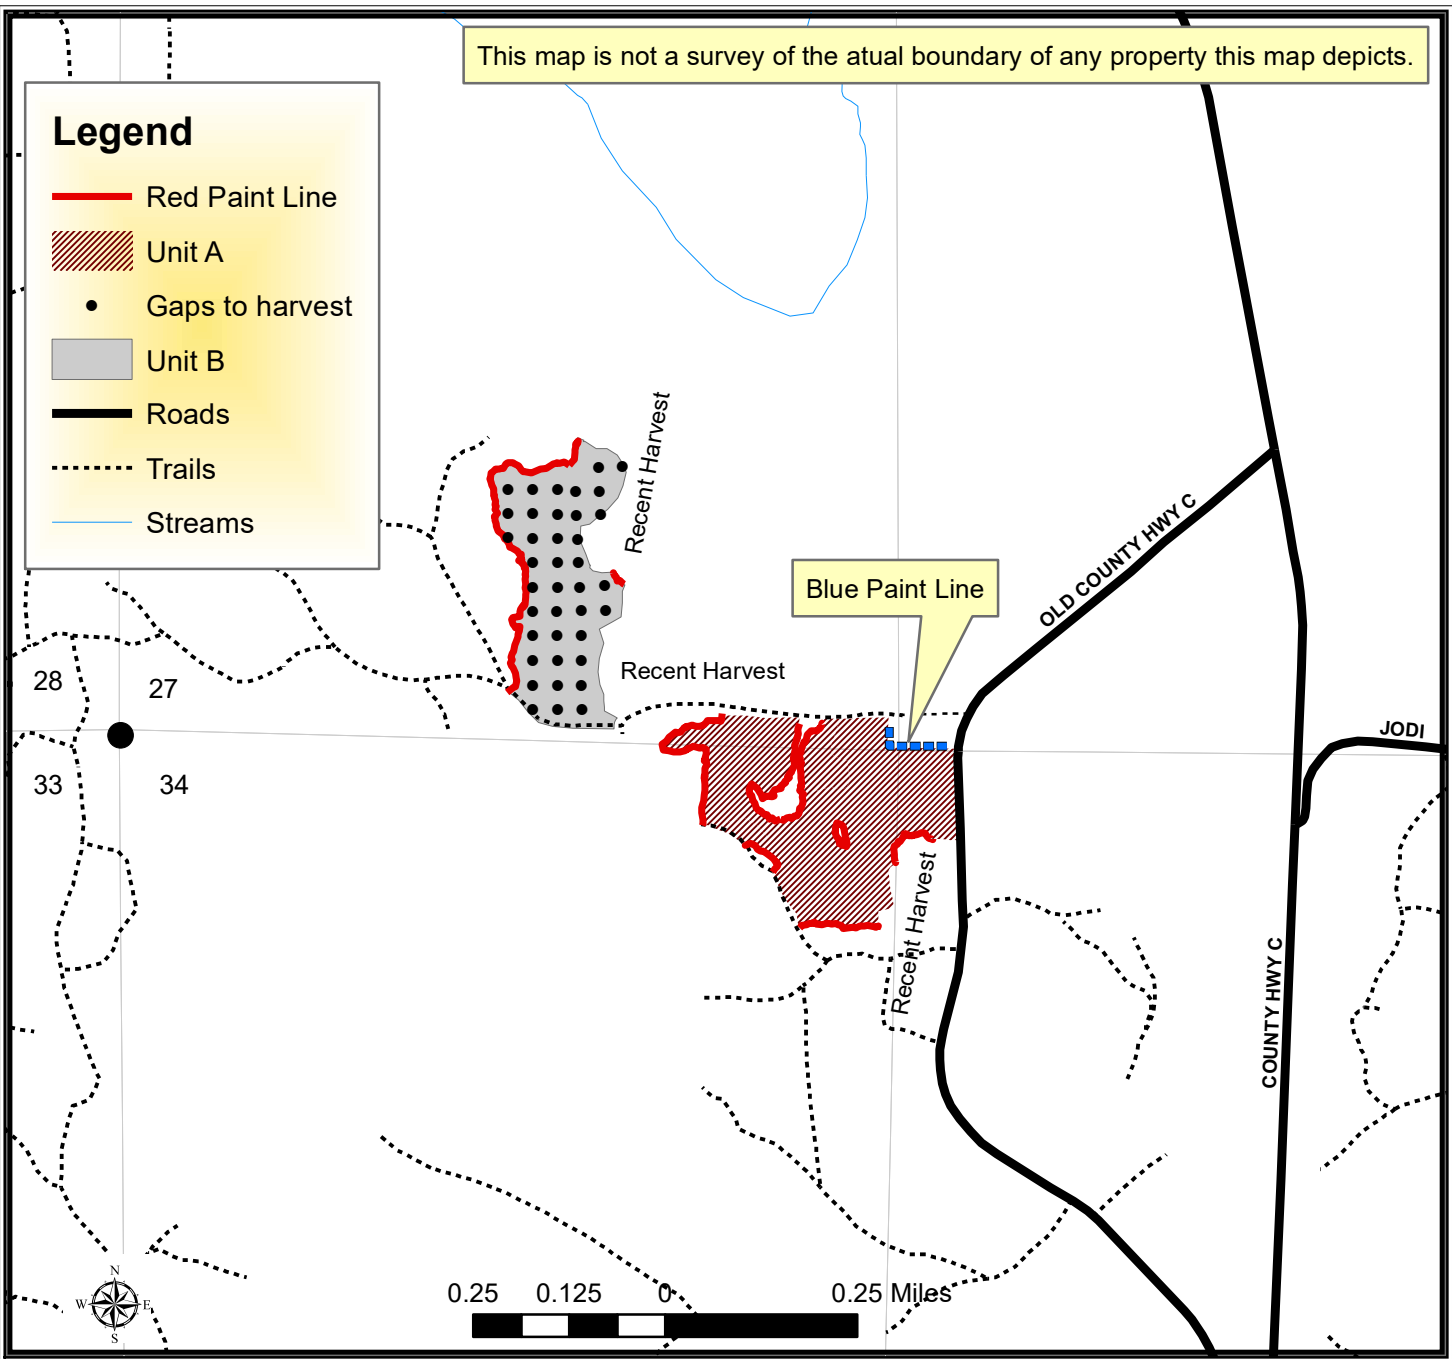 This map is not a survey of the atual boundary of any property this map depicts.
Legend
Red Paint Line
Unit A
Gaps to harvest
Unit B
Roads
Trails
Streams
Recent Harvest
OLD COUNTY HWY C
Blue Paint Line
Recent Harvest
28
27
JODI
33
34
Recent Harvest
COUNTY HWY C
N
W
E
S
0.25
0.125
0
0.25 Miles